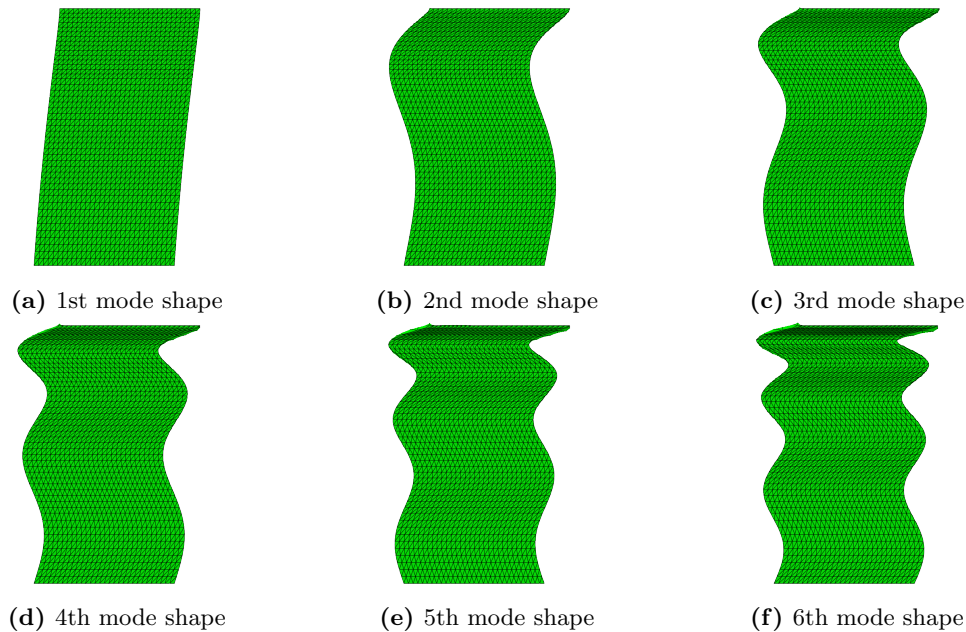 (a) 1st mode shape
(b) 2nd mode shape
(c) 3rd mode shape
(d) 4th mode shape
(e) 5th mode shape
(f) 6th mode shape